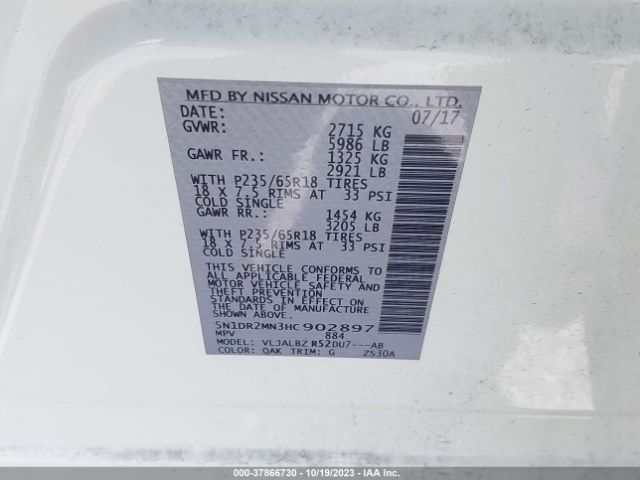 MFD BY NISSAN MOTOR CO., LTD.
DATE: 07/17
GVWR: 2715 KG
5986 LB
GAWR FR.: 1325 KG
2921 LB
WITH P235/65R18 TIRES
18 X 7.5 RIMS AT 33 PSI
COLD SINGLE
GAWR RR.: 1454 KG
3205 LB
WITH P235/65R18 TIRES
18 X 7.5 RIMS AT 33 PSI
COLD SINGLE
THIS VEHICLE CONFORMS TO
ALL APPLICABLE FEDERAL
MOTOR VEHICLE SAFETY AND
THEFT PREVENTION
STANDARDS IN EFFECT ON
THE DATE OF MANUFACTURE
SHOWN ABOVE.
5N1DR2MN3HC902897
MPV 884
MODEL: VLJALBZ R52DU7---AB
COLOR: QAK TRIM: G ZS30A
000-37866730 - 10/19/2023 - IAA Inc.